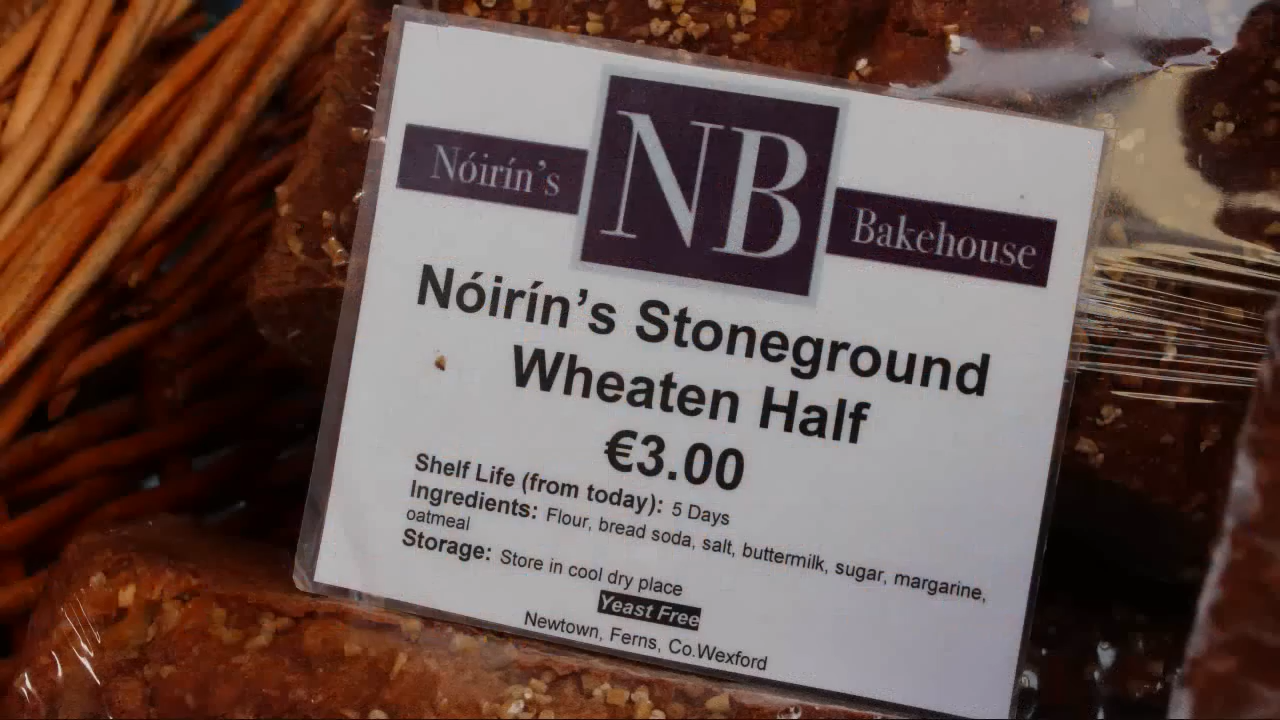 Nóirín's NB Bakehouse
Nóirín's Stoneground
Wheaten Half
€3.00
Shelf Life (from today): 5 Days
Ingredients: Flour, bread soda, salt, buttermilk, sugar, margarine,
oatmeal
Storage: Store in cool dry place
Yeast Free
Newtown, Ferns, Co.Wexford